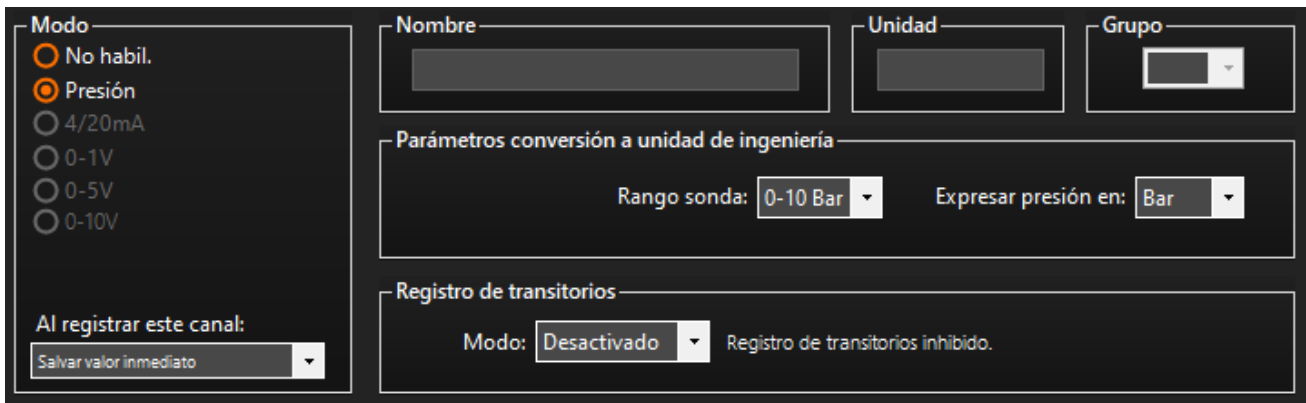 Modo
No habil.
Presión
4/20mA
0-1V
0-5V
0-10V
Al registrar este canal:
Salvar valor inmediato
Nombre
Unidad
Grupo
Parámetros conversión a unidad de ingeniería
Rango sonda: 0-10 Bar Expresar presión en: Bar
Registro de transitorios
Modo: Desactivado Registro de transitorios inhibido.